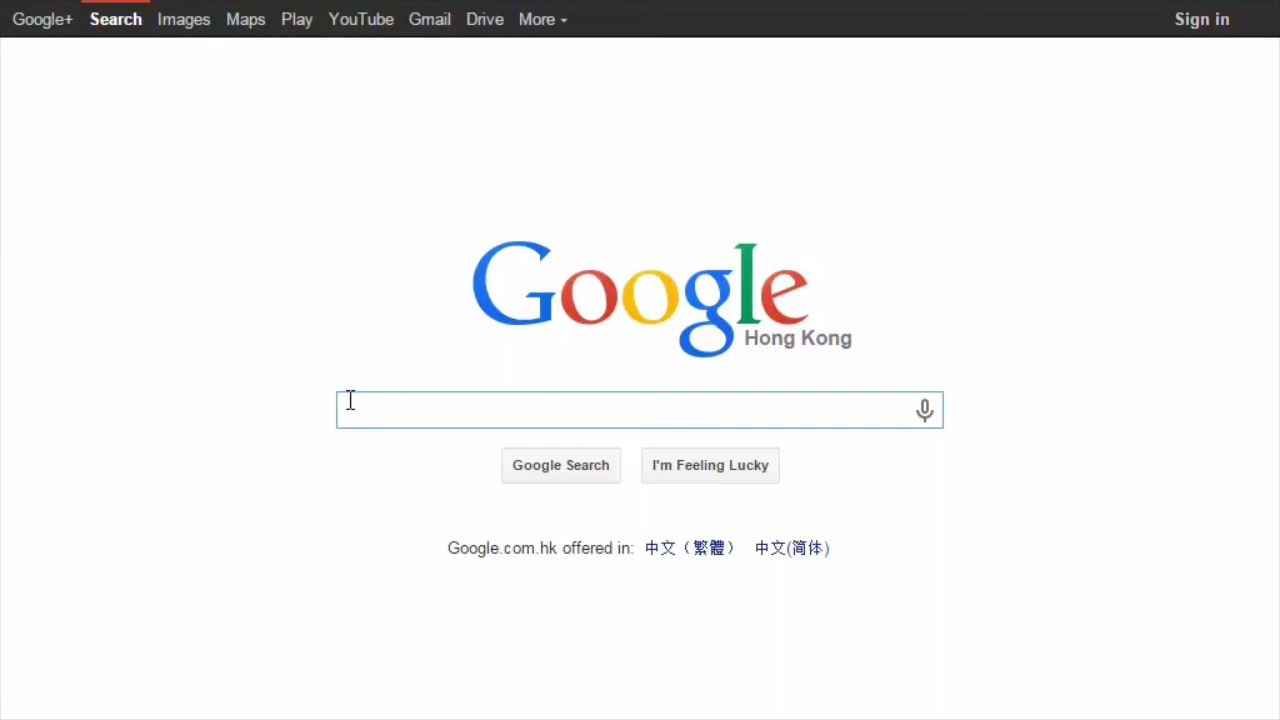 Google+ Search Images Maps Play YouTube Gmail Drive More Sign in
Google
Hong Kong
Google Search I'm Feeling Lucky
Google.com.hk offered in: 中文（繁體） 中文(简体)